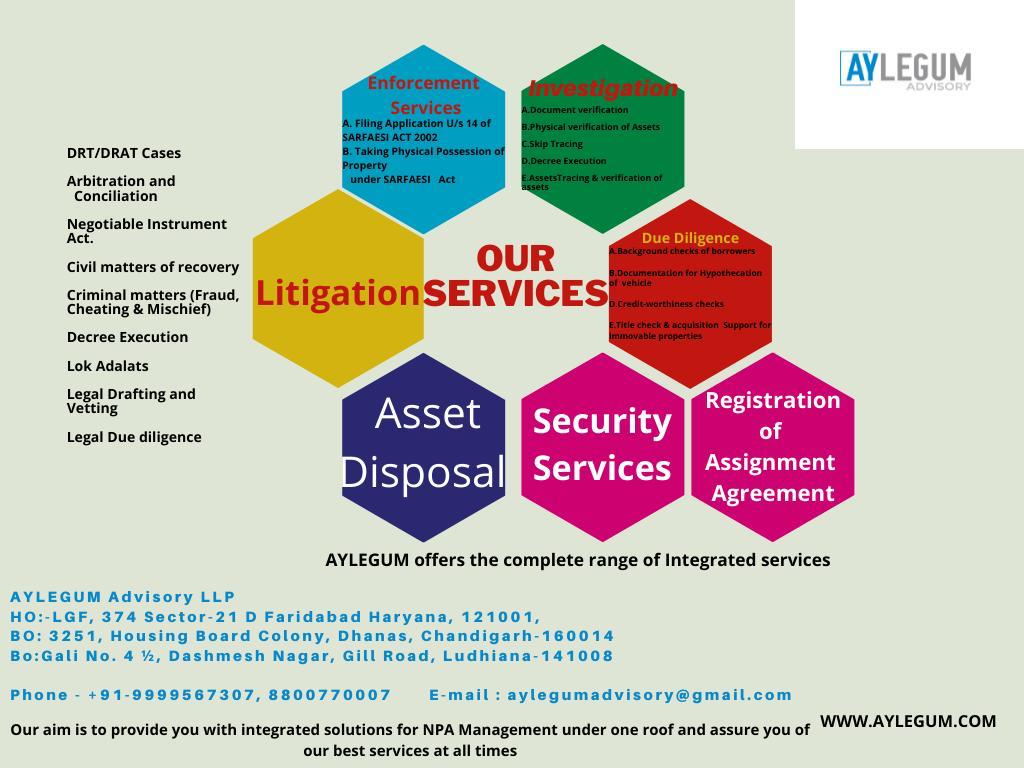 AYLEGUM
ADVISORY
Enforcement
Services
A. Filing Application U/s 14 of
SARFAESI ACT 2002
B. Taking Physical Possession of
Property
under SARFAESI Act
Investigation
A.Document verification
B.Physical verification of Assets
C.Skip Tracing
D.Decree Execution
E.AssetsTracing & verification of
assets
DRT/DRAT Cases
Arbitration and
Conciliation
Negotiable Instrument
Act.
Civil matters of recovery
Criminal matters (Fraud,
Cheating & Mischief)
Decree Execution
Lok Adalats
Legal Drafting and
Vetting
Legal Due diligence
Litigation
OUR
SERVICES
Due Diligence
A.Background checks of borrowers
B.Documentation for Hypothecation
of vehicle
D.Credit-worthiness checks
E.Title check & acquisition Support for
immovable properties
Asset
Disposal
Security
Services
Registration
of
Assignment
Agreement
AYLEGUM offers the complete range of Integrated services
AYLEGUM Advisory LLP
HO:-LGF, 374 Sector-21 D Faridabad Haryana, 121001,
BO: 3251, Housing Board Colony, Dhanas, Chandigarh-160014
Bo:Gali No. 4 ½, Dashmesh Nagar, Gill Road, Ludhiana-141008
Phone - +91-9999567307, 8800770007 E-mail : aylegumadvisory@gmail.com
Our aim is to provide you with integrated solutions for NPA Management under one roof and assure you of
our best services at all times
WWW.AYLEGUM.COM